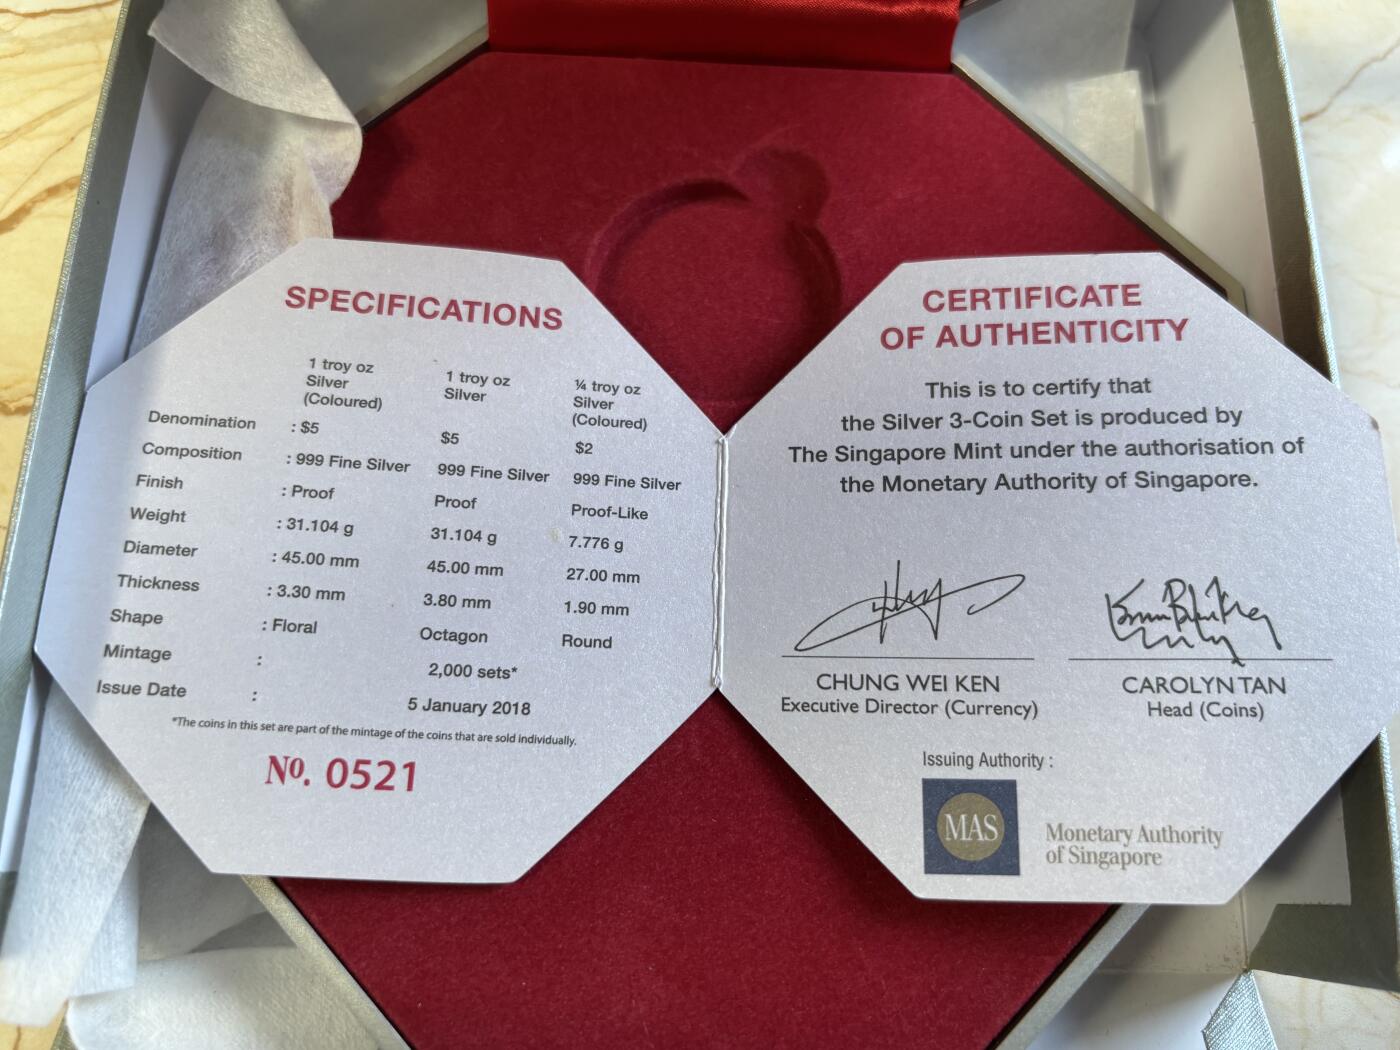 SPECIFICATIONS
1 troy oz Silver (Coloured) 1 troy oz Silver ¼ troy oz Silver (Coloured)
Denomination : $5 $5 $2
Composition : 999 Fine Silver 999 Fine Silver 999 Fine Silver
Finish : Proof Proof Proof-Like
Weight : 31.104 g 31.104 g 7.776 g
Diameter : 45.00 mm 45.00 mm 27.00 mm
Thickness : 3.30 mm 3.80 mm 1.90 mm
Shape : Floral Octagon Round
Mintage : 2,000 sets*
Issue Date : 5 January 2018
*The coins in this set are part of the mintage of the coins that are sold individually.
No. 0521
CERTIFICATE
OF AUTHENTICITY
This is to certify that
the Silver 3-Coin Set is produced by
The Singapore Mint under the authorisation of
the Monetary Authority of Singapore.
CHUNG WEI KEN
Executive Director (Currency)
CAROLYN TAN
Head (Coins)
Issuing Authority :
MAS
Monetary Authority
of Singapore